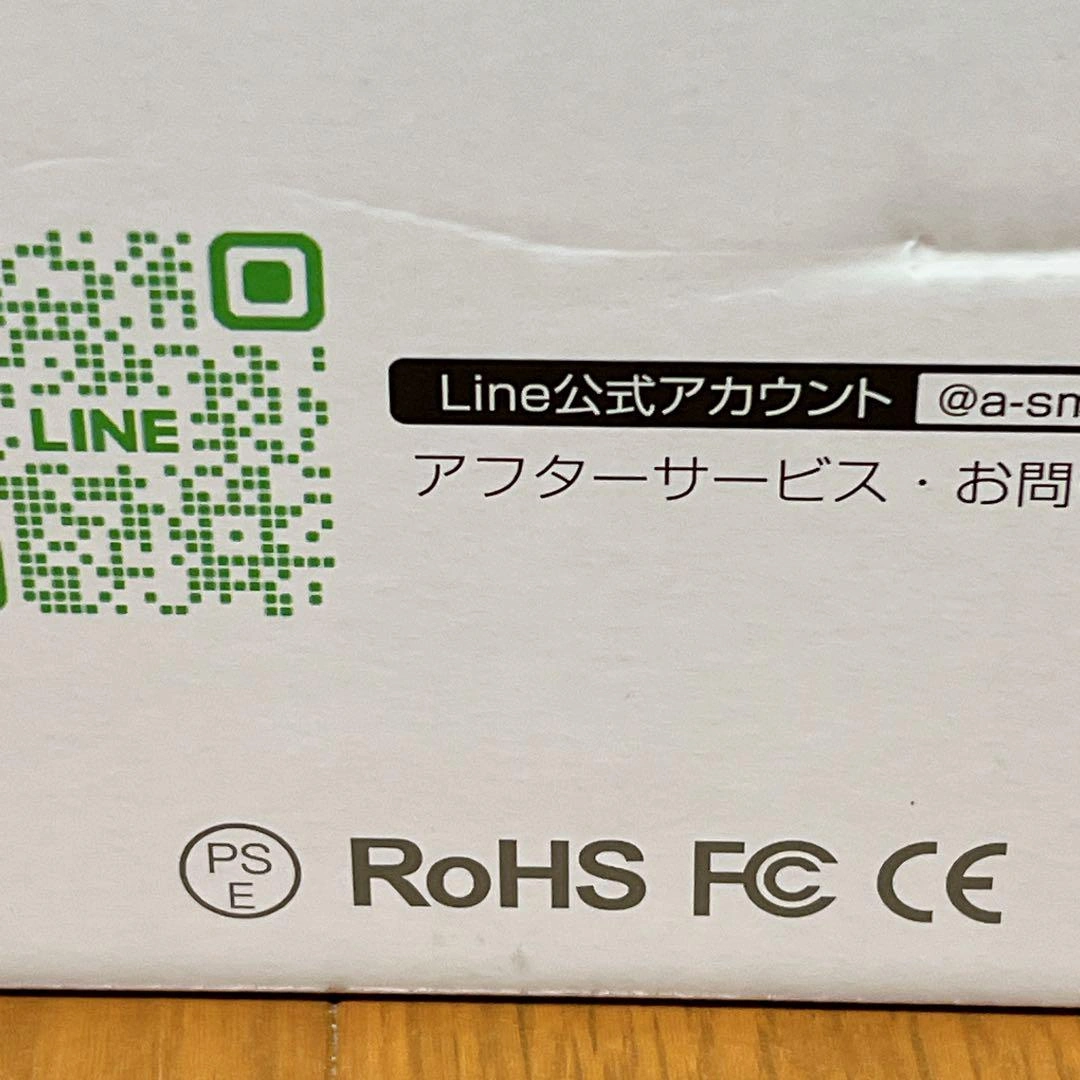 LINE
Line公式アカウント @a-sm
アフターサービス・お問
PS
E
RoHS FC CE